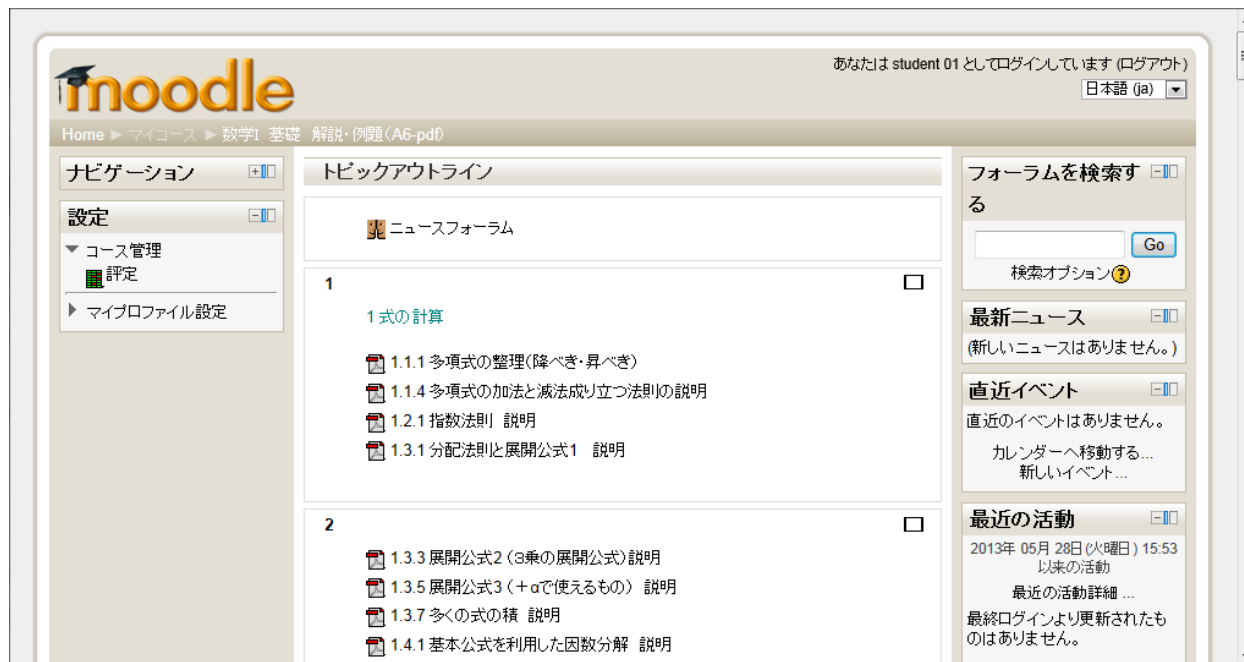 moodle
あなたは student 01 としてログインしています (ログアウト)
日本語 (ja)
Home ► マイコース ► 数学I 基礎 解説・例題(A6-pdf)
ナビゲーション
設定
コース管理
評定
マイプロファイル設定
トピックアウトライン
ニュースフォーラム
1
1 式の計算
1.1.1 多項式の整理(降べき・昇べき)
1.1.4 多項式の加法と減法成り立つ法則の説明
1.2.1 指数法則 説明
1.3.1 分配法則と展開公式1 説明
2
1.3.3 展開公式2 (3乗の展開公式)説明
1.3.5 展開公式3 (+αで使えるもの) 説明
1.3.7 多くの式の積 説明
1.4.1 基本公式を利用した因数分解 説明
フォーラムを検索す
る
Go
検索オプション
最新ニュース
(新しいニュースはありません。)
直近イベント
直近のイベントはありません。
カレンダーへ移動する...
新しいイベント...
最近の活動
2013年 05月 28日(火曜日) 15:53
以来の活動
最近の活動詳細 ...
最終ログインより更新されたも
のはありません。